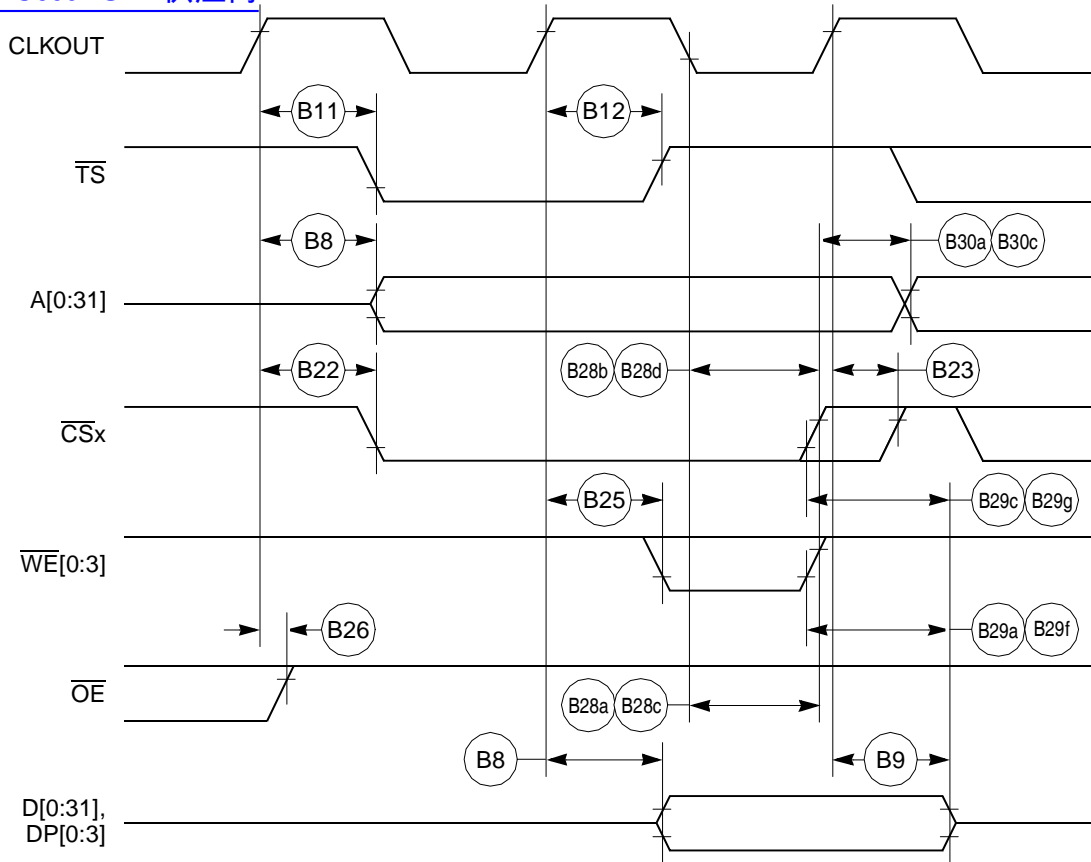 CLKOUT
B11
B12
TS
B8
B30a B30c
A[0:31]
B22
B28b B28d
B23
CSx
B25
B29c B29g
WE[0:3]
B26
B29a B29f
OE
B28a B28c
B8
B9
D[0:31],
DP[0:3]